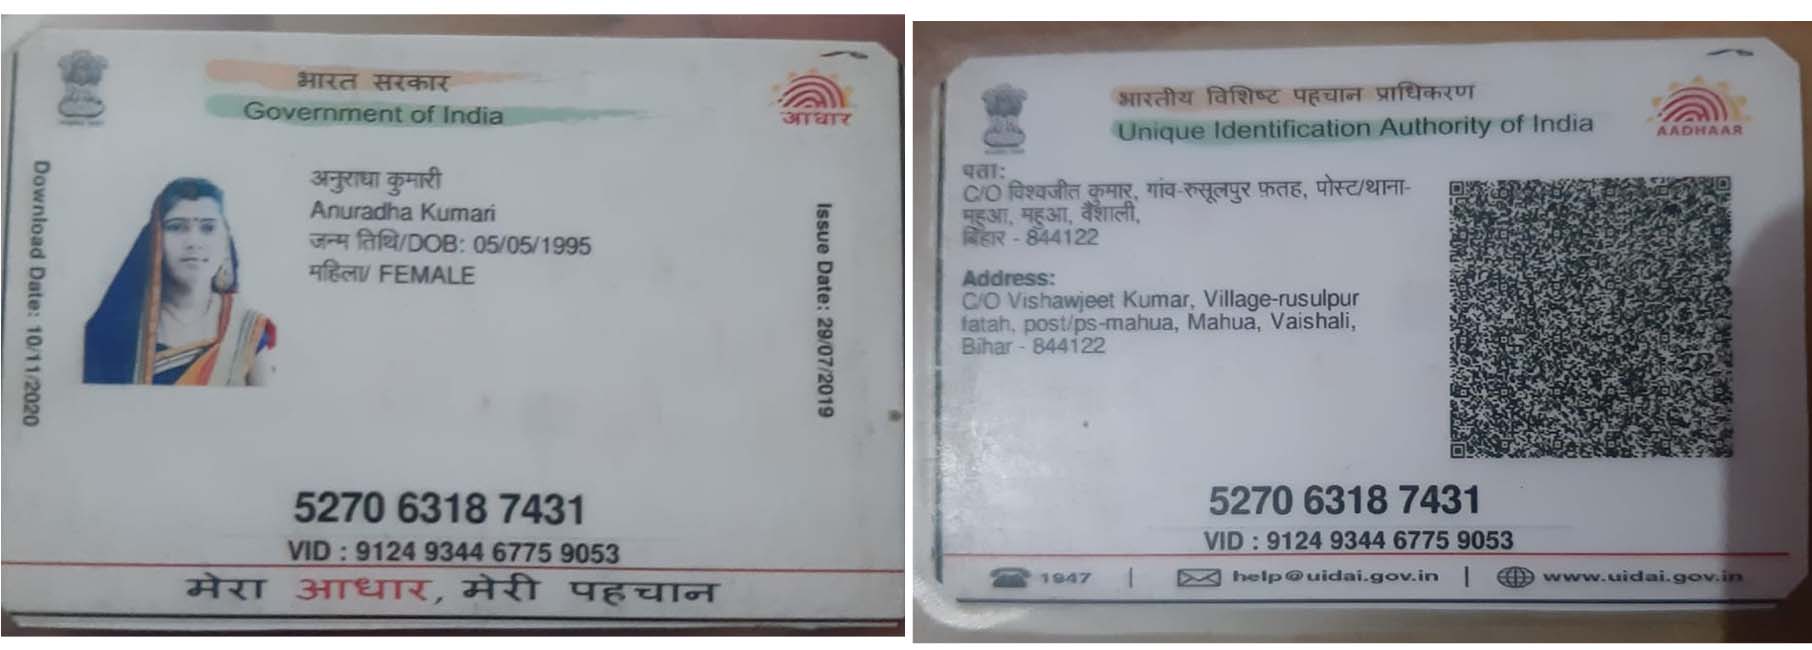 भारत सरकार
Government of India
आधार
Download Date: 10/11/2020
अनुराधा कुमारी
Anuradha Kumari
जन्म तिथि/DOB: 05/05/1995
महिला/ FEMALE
Issue Date: 29/07/2019
5270 6318 7431
VID : 9124 9344 6775 9053
मेरा आधार, मेरी पहचान
भारतीय विशिष्ट पहचान प्राधिकरण
Unique Identification Authority of India
AADHAAR
पता:
C/O विश्वजीत कुमार, गांव-रुसूलपुर फ़तह, पोस्ट/थाना-
महुआ, महुआ, वैशाली,
बिहार - 844122
Address:
C/O Vishawjeet Kumar, Village-rusulpur
fatah, post/ps-mahua, Mahua, Vaishali,
Bihar - 844122
5270 6318 7431
VID : 9124 9344 6775 9053
1947 | help@uidai.gov.in | www.uidai.gov.in